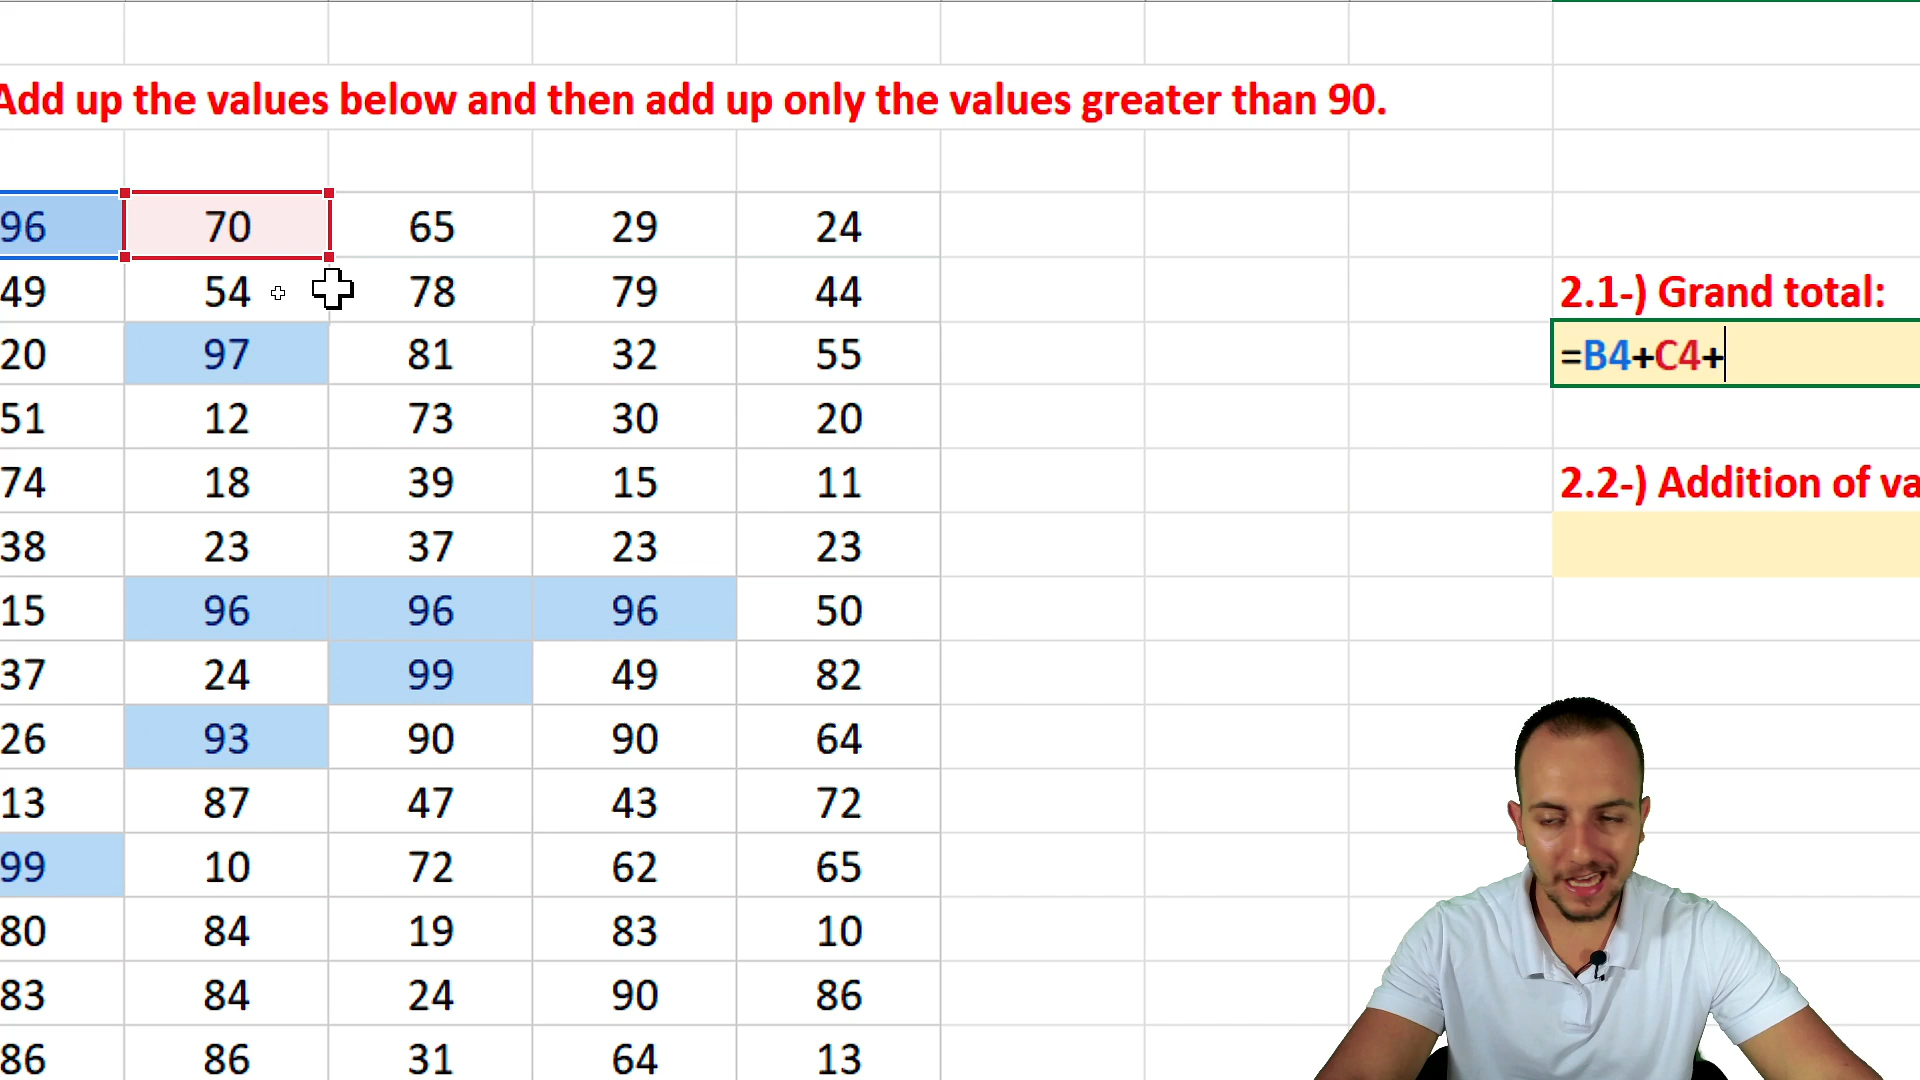 Add up the values below and then add up only the values greater than 90.
96 70 65 29 24
49 54 78 79 44
2.1-) Grand total:
20 97 81 32 55
=B4+C4+
51 12 73 30 20
74 18 39 15 11
2.2-) Addition of va
38 23 37 23 23
15 96 96 96 50
37 24 99 49 82
26 93 90 90 64
13 87 47 43 72
99 10 72 62 65
80 84 19 83 10
83 84 24 90 86
86 86 31 64 13